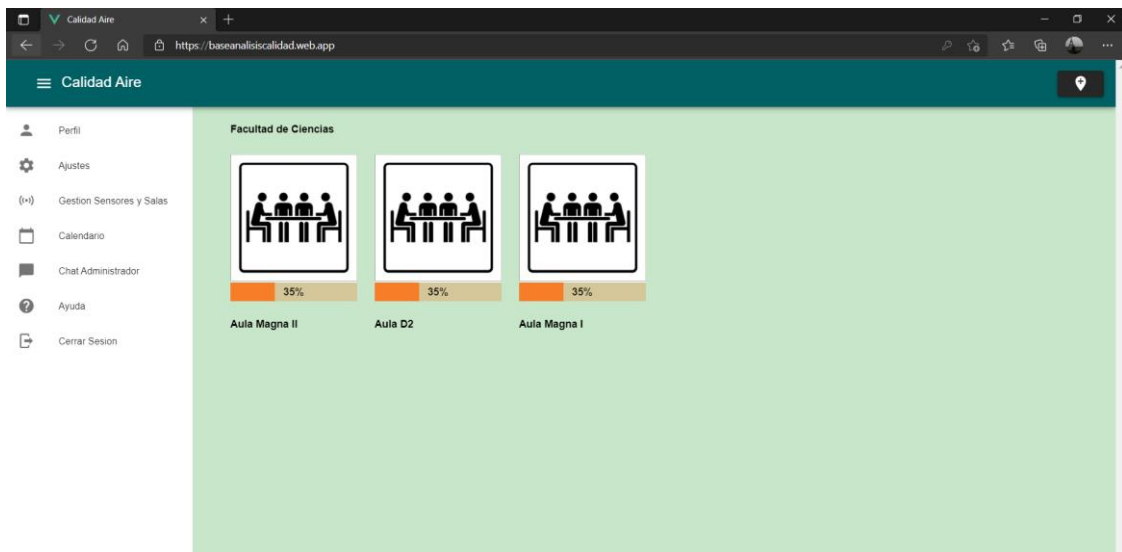 Calidad Aire
https://baseanalisiscalidad.web.app
Calidad Aire
Perfil
Ajustes
Gestion Sensores y Salas
Calendario
Chat Administrador
Ayuda
Cerrar Sesion
Facultad de Ciencias
35% 35% 35%
Aula Magna II Aula D2 Aula Magna I